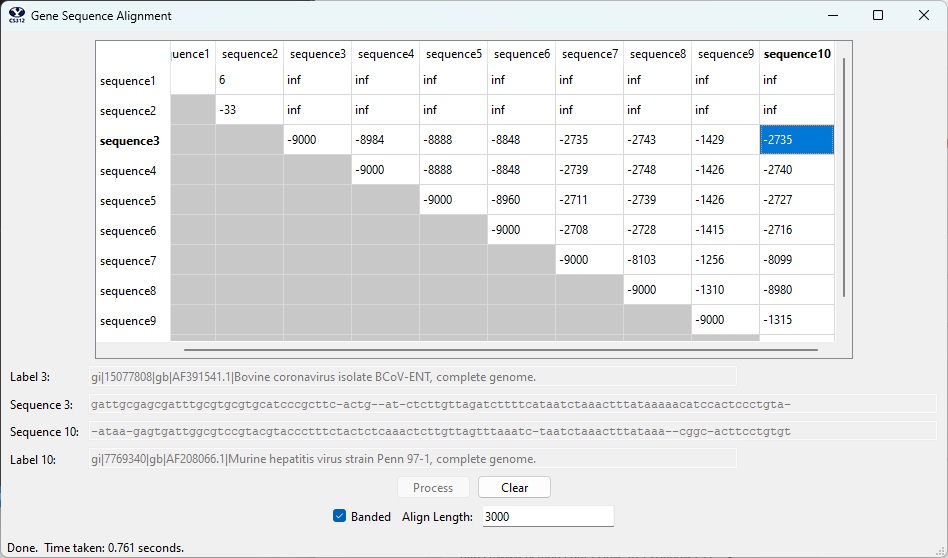 CS312 Gene Sequence Alignment
uence1 sequence2 sequence3 sequence4 sequence5 sequence6 sequence7 sequence8 sequence9 sequence10
sequence1 6 inf inf inf inf inf inf inf inf
sequence2 -33 inf inf inf inf inf inf inf inf
sequence3 -9000 -8984 -8888 -8848 -2735 -2743 -1429 -2735
sequence4 -9000 -8888 -8848 -2739 -2748 -1426 -2740
sequence5 -9000 -8960 -2711 -2739 -1426 -2727
sequence6 -9000 -2708 -2728 -1415 -2716
sequence7 -9000 -8103 -1256 -8099
sequence8 -9000 -1310 -8980
sequence9 -9000 -1315
Label 3: gi|15077808|gb|AF391541.1|Bovine coronavirus isolate BCoV-ENT, complete genome.
Sequence 3: gattgcgagcgatttgcgtgcgtgcatcccgcttc-actg--at-ctcttgttagatcttttcataatctaaactttataaaaacatccactccctgta-
Sequence 10: -ataa-gagtgattggcgtccgtacgtaccctttctactctcaaactcttgttagtttaaatc-taatctaaactttataaa--cggc-acttcctgtgt
Label 10: gi|7769340|gb|AF208066.1|Murine hepatitis virus strain Penn 97-1, complete genome.
Process Clear
Banded Align Length: 3000
Done. Time taken: 0.761 seconds.